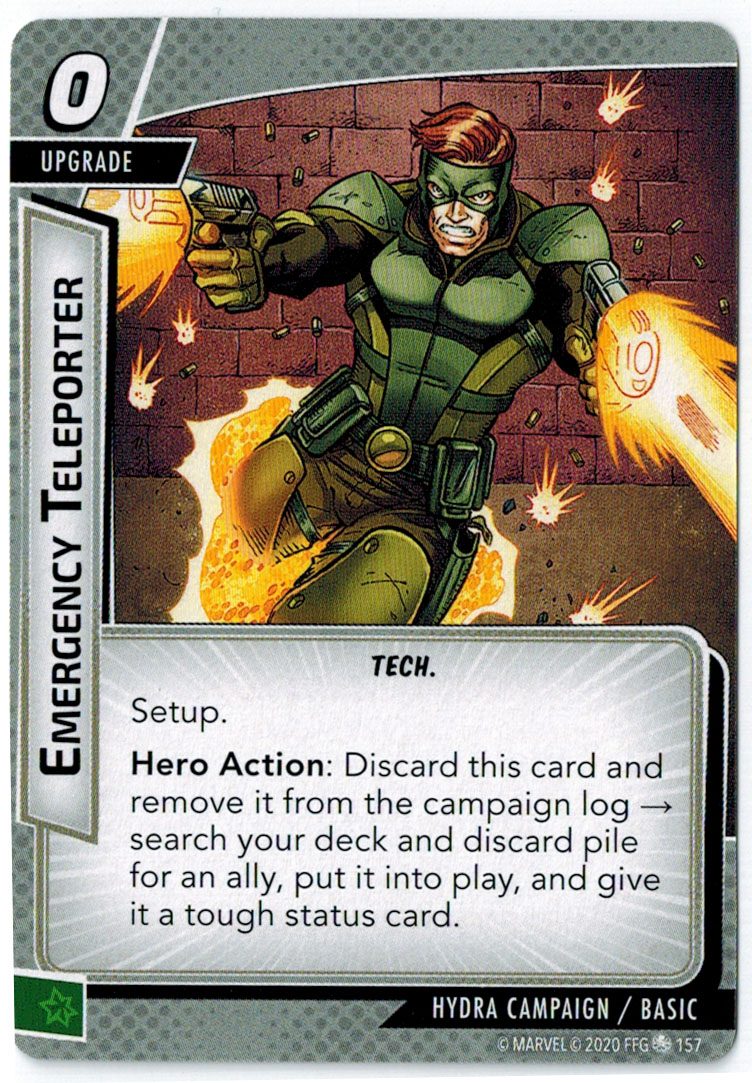 0
UPGRADE
EMERGENCY TELEPORTER
TECH.
Setup.
Hero Action: Discard this card and
remove it from the campaign log →
search your deck and discard pile
for an ally, put it into play, and give
it a tough status card.
HYDRA CAMPAIGN / BASIC
© MARVEL © 2020 FFG 157